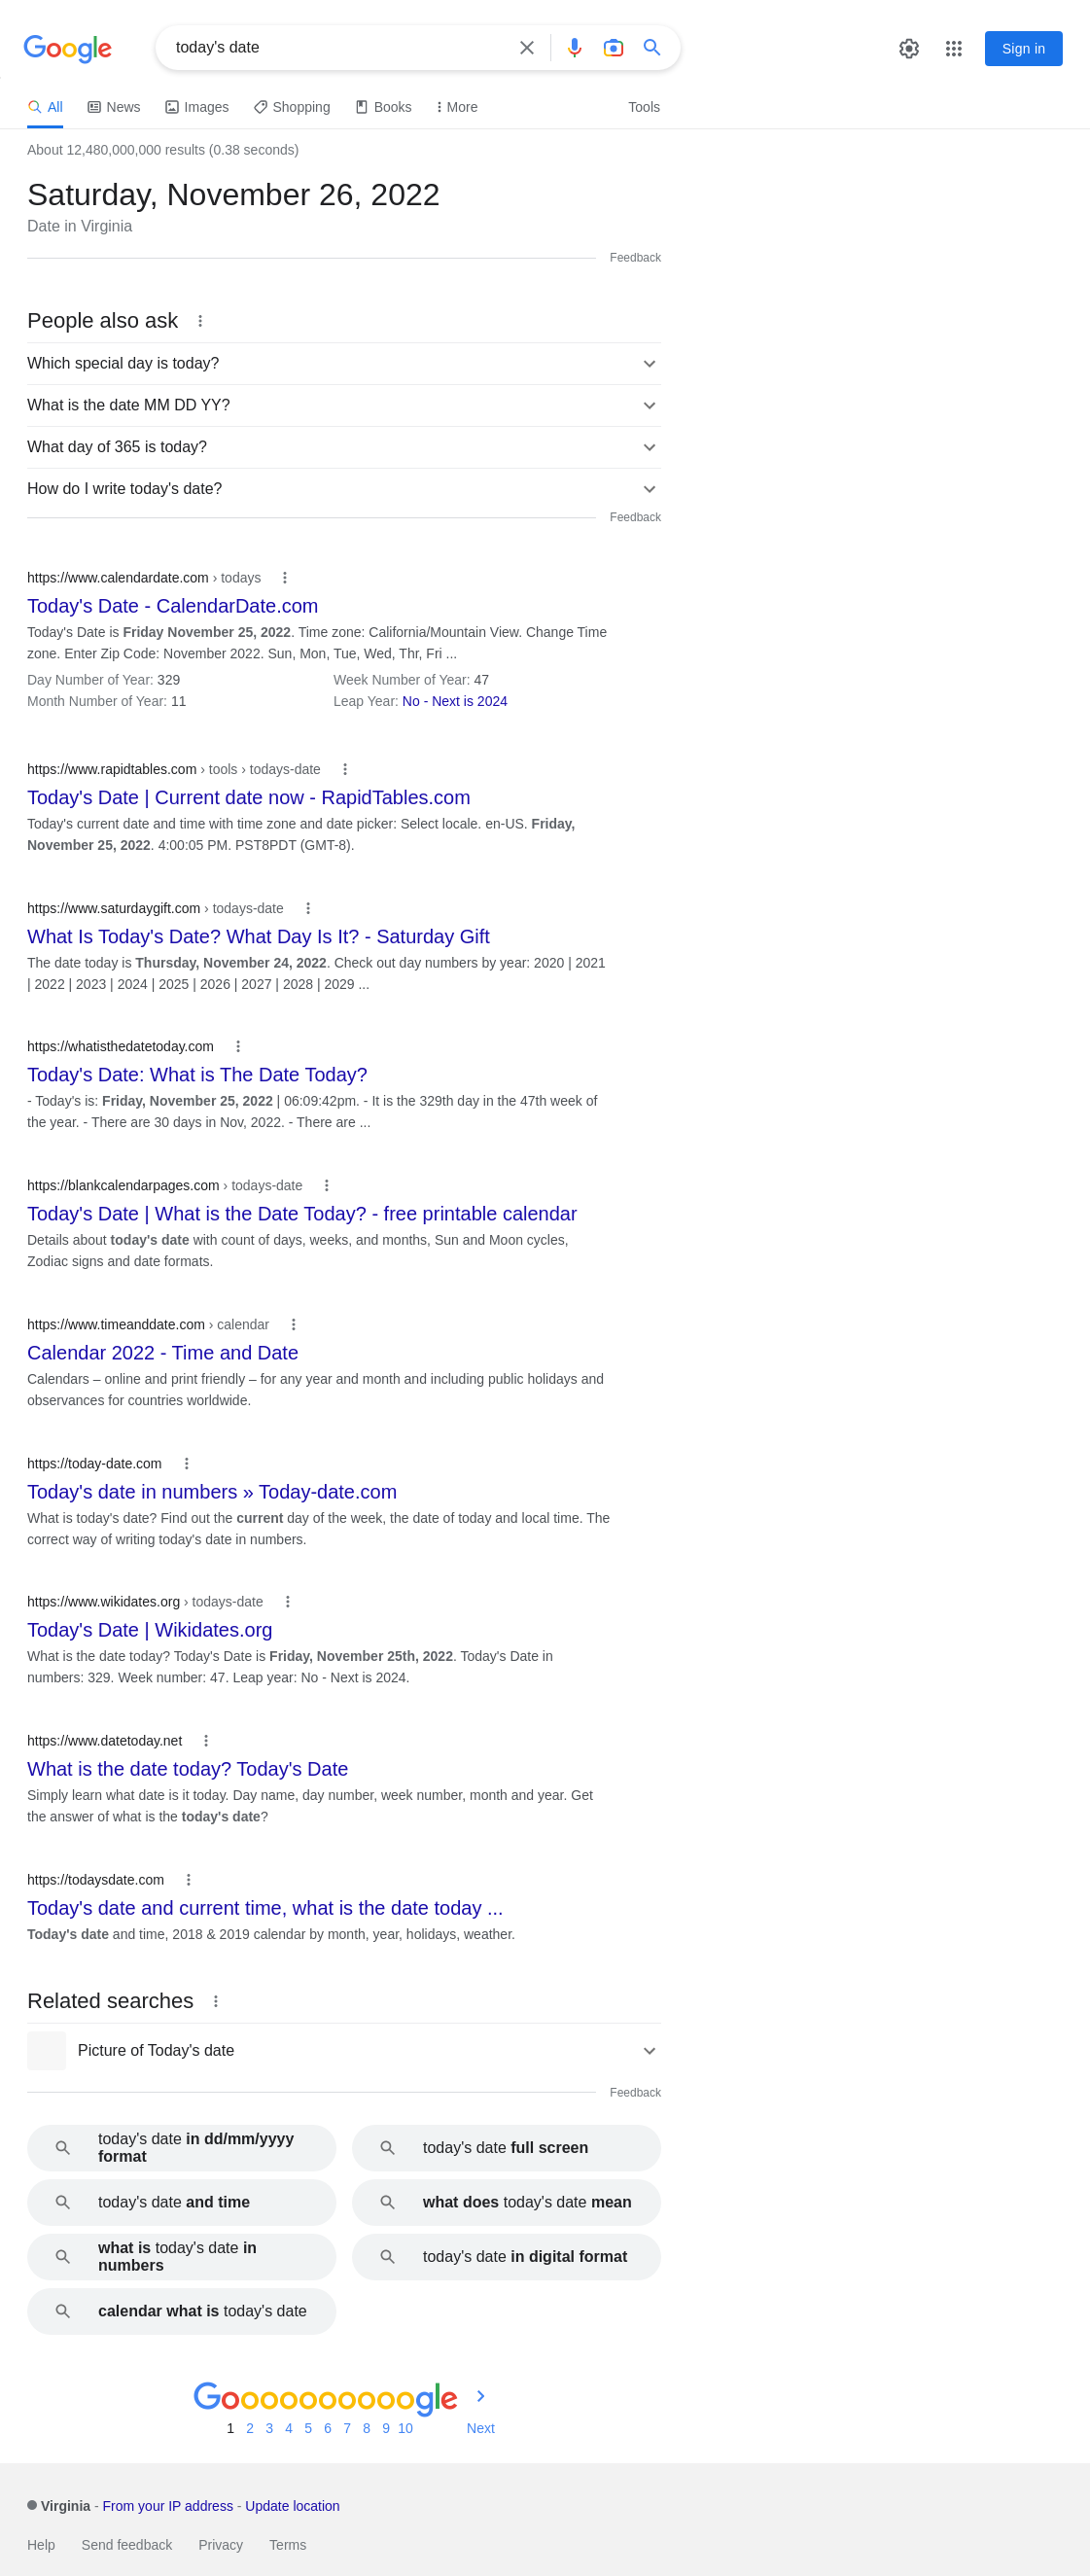 Google
today's date
Sign in
All
News
Images
Shopping
Books
More
Tools
About 12,480,000,000 results (0.38 seconds)
Saturday, November 26, 2022
Date in Virginia
Feedback
People also ask
Which special day is today?
What is the date MM DD YY?
What day of 365 is today?
How do I write today's date?
Feedback
https://www.calendardate.com › todays
Today's Date - CalendarDate.com
Today's Date is Friday November 25, 2022. Time zone: California/Mountain View. Change Time
zone. Enter Zip Code: November 2022. Sun, Mon, Tue, Wed, Thr, Fri ...
Day Number of Year: 329
Week Number of Year: 47
Month Number of Year: 11
Leap Year: No - Next is 2024
https://www.rapidtables.com › tools › todays-date
Today's Date | Current date now - RapidTables.com
Today's current date and time with time zone and date picker: Select locale. en-US. Friday,
November 25, 2022. 4:00:05 PM. PST8PDT (GMT-8).
https://www.saturdaygift.com › todays-date
What Is Today's Date? What Day Is It? - Saturday Gift
The date today is Thursday, November 24, 2022. Check out day numbers by year: 2020 | 2021
| 2022 | 2023 | 2024 | 2025 | 2026 | 2027 | 2028 | 2029 ...
https://whatisthedatetoday.com
Today's Date: What is The Date Today?
- Today's is: Friday, November 25, 2022 | 06:09:42pm. - It is the 329th day in the 47th week of
the year. - There are 30 days in Nov, 2022. - There are ...
https://blankcalendarpages.com › todays-date
Today's Date | What is the Date Today? - free printable calendar
Details about today's date with count of days, weeks, and months, Sun and Moon cycles,
Zodiac signs and date formats.
https://www.timeanddate.com › calendar
Calendar 2022 - Time and Date
Calendars – online and print friendly – for any year and month and including public holidays and
observances for countries worldwide.
https://today-date.com
Today's date in numbers » Today-date.com
What is today's date? Find out the current day of the week, the date of today and local time. The
correct way of writing today's date in numbers.
https://www.wikidates.org › todays-date
Today's Date | Wikidates.org
What is the date today? Today's Date is Friday, November 25th, 2022. Today's Date in
numbers: 329. Week number: 47. Leap year: No - Next is 2024.
https://www.datetoday.net
What is the date today? Today's Date
Simply learn what date is it today. Day name, day number, week number, month and year. Get
the answer of what is the today's date?
https://todaysdate.com
Today's date and current time, what is the date today ...
Today's date and time, 2018 & 2019 calendar by month, year, holidays, weather.
Related searches
Picture of Today's date
Feedback
today's date in dd/mm/yyyy
format
today's date full screen
today's date and time
what does today's date mean
what is today's date in
numbers
today's date in digital format
calendar what is today's date
Goooooooooogle
1 2 3 4 5 6 7 8 9 10 Next
Virginia - From your IP address - Update location
Help Send feedback Privacy Terms